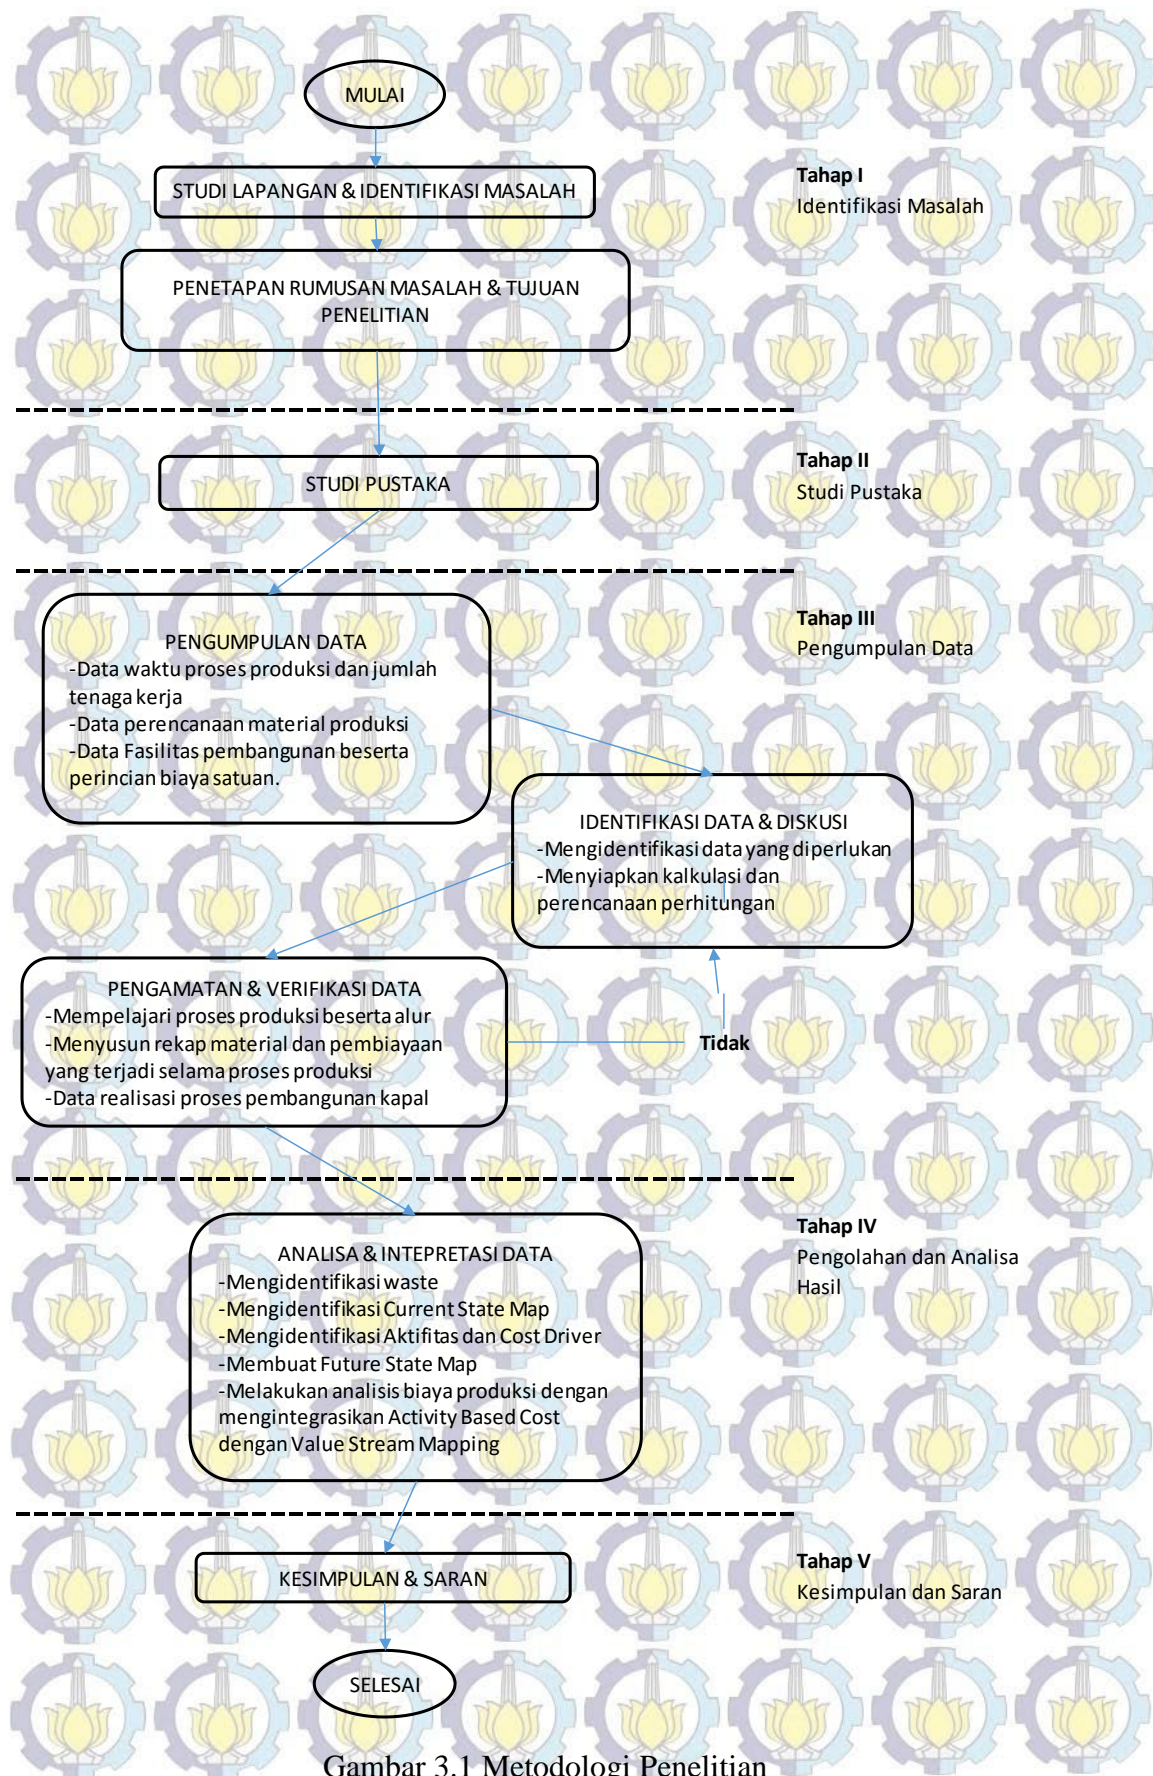 MULAI
STUDI LAPANGAN & IDENTIFIKASI MASALAH
Tahap I
Identifikasi Masalah
PENETAPAN RUMUSAN MASALAH & TUJUAN
PENELITIAN
STUDI PUSTAKA
Tahap II
Studi Pustaka
PENGUMPULAN DATA
-Data waktu proses produksi dan jumlah
tenaga kerja
-Data perencanaan material produksi
-Data Fasilitas pembangunan beserta
perincian biaya satuan.
Tahap III
Pengumpulan Data
IDENTIFIKASI DATA & DISKUSI
-Mengidentifikasi data yang diperlukan
-Menyiapkan kalkulasi dan
perencanaan perhitungan
PENGAMATAN & VERIFIKASI DATA
-Mempelajari proses produksi beserta alur
-Menyusun rekap material dan pembiayaan
yang terjadi selama proses produksi
-Data realisasi proses pembangunan kapal
Tidak
ANALISA & INTEPRETASI DATA
-Mengidentifikasi waste
-Mengidentifikasi Current State Map
-Mengidentifikasi Aktifitas dan Cost Driver
-Membuat Future State Map
-Melakukan analisis biaya produksi dengan
mengintegrasikan Activity Based Cost
dengan Value Stream Mapping
Tahap IV
Pengolahan dan Analisa
Hasil
KESIMPULAN & SARAN
Tahap V
Kesimpulan dan Saran
SELESAI
Gambar 3.1 Metodologi Penelitian